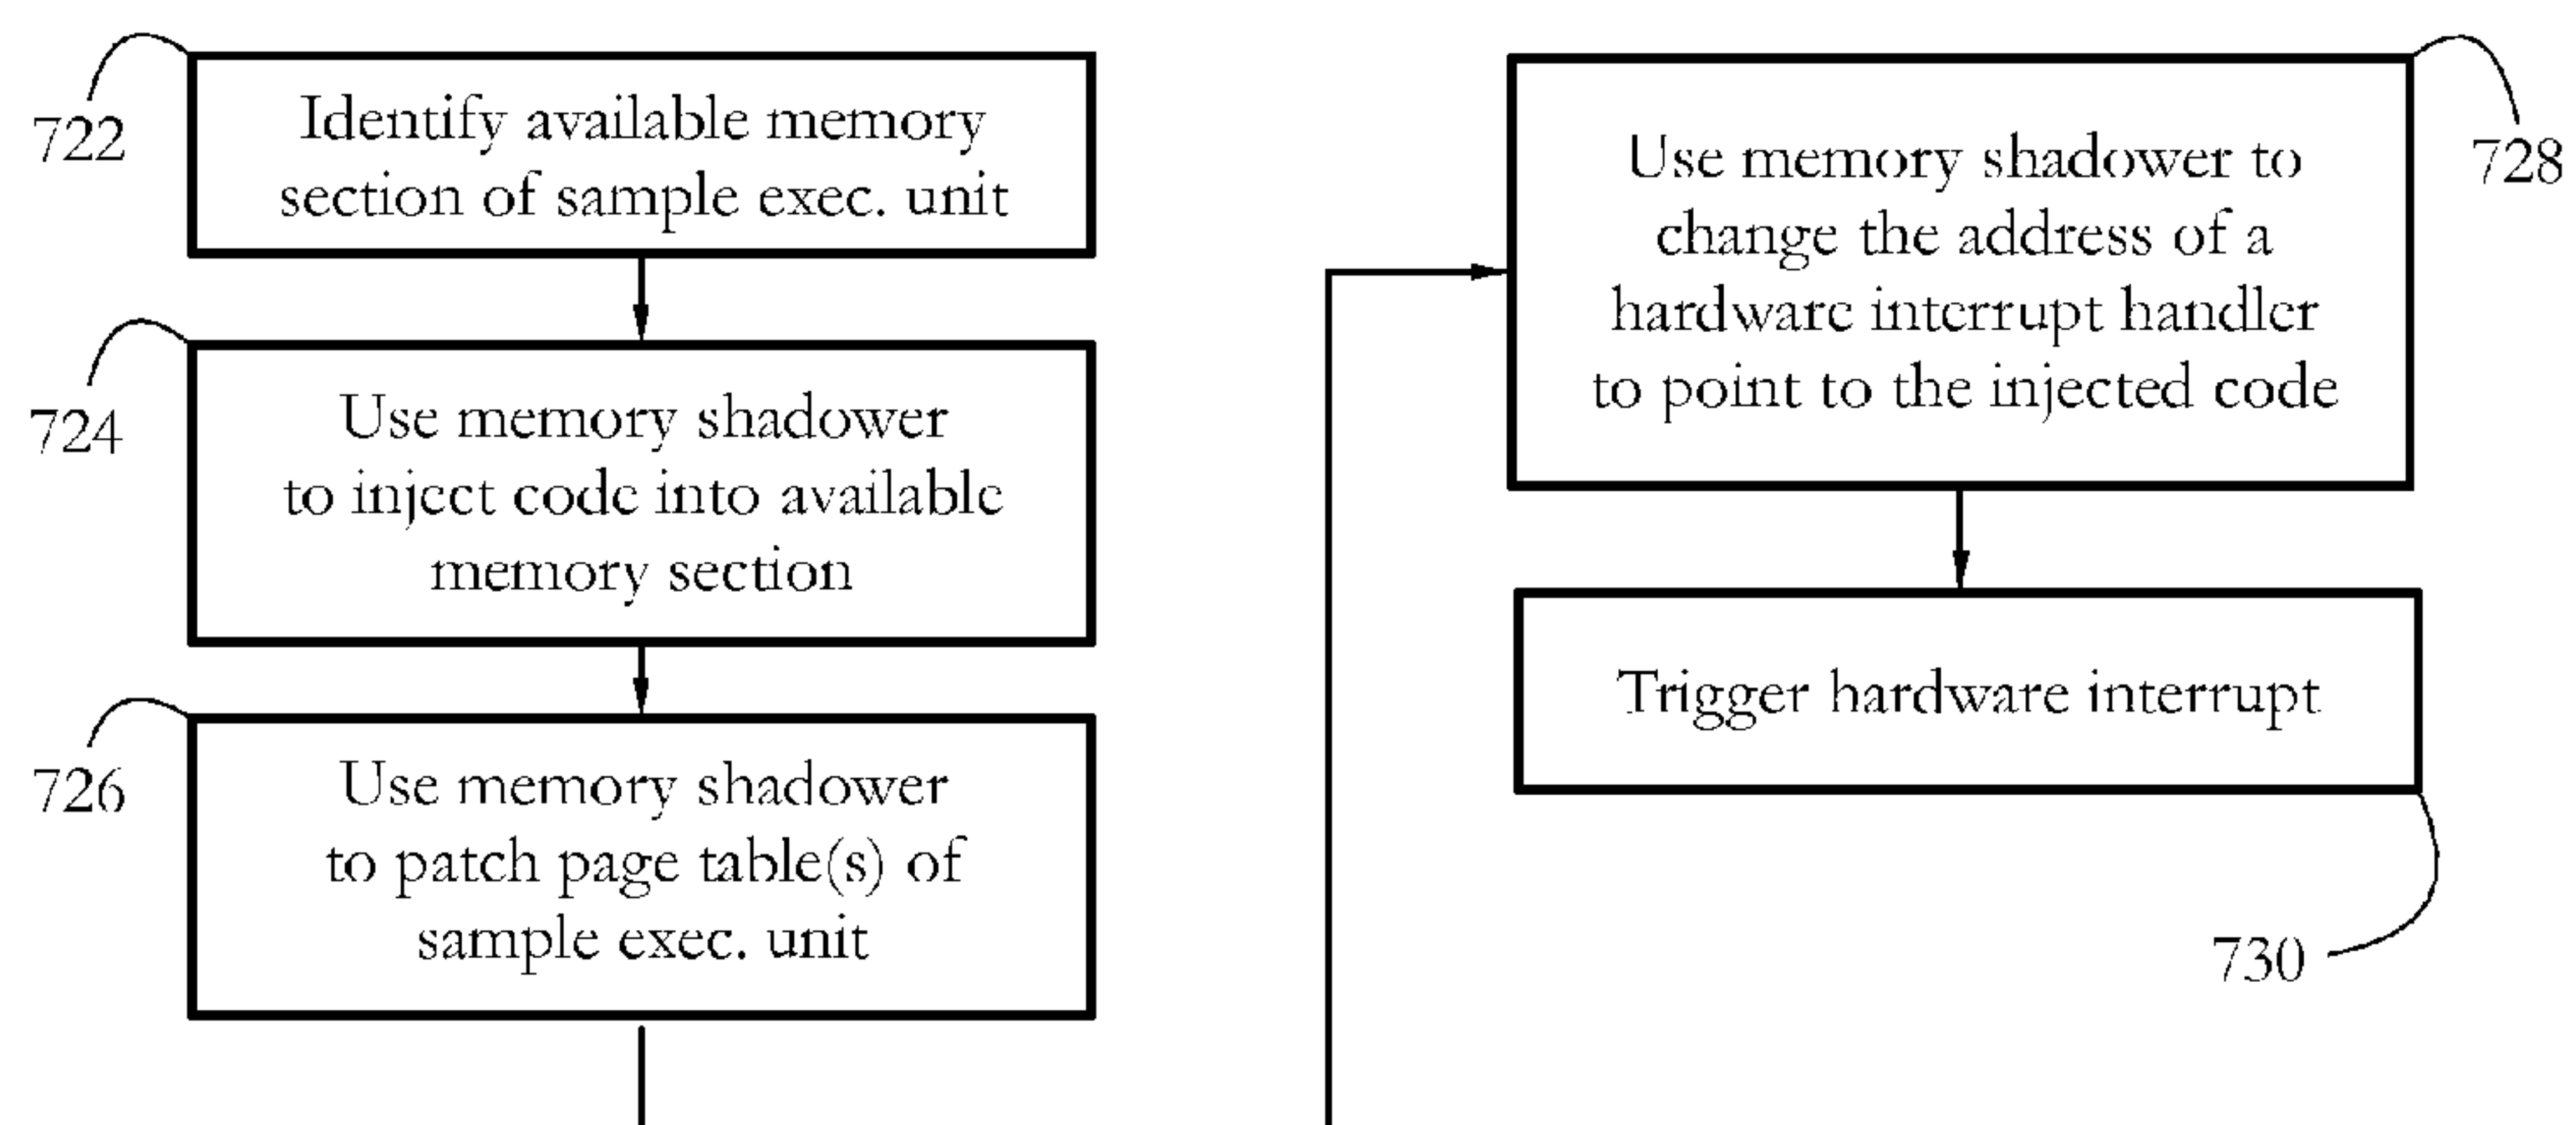 722
Identify available memory
section of sample exec. unit
724
Use memory shadower
to inject code into available
memory section
726
Use memory shadower
to patch page table(s) of
sample exec. unit
728
Use memory shadower to
change the address of a
hardware interrupt handler
to point to the injected code
Trigger hardware interrupt
730